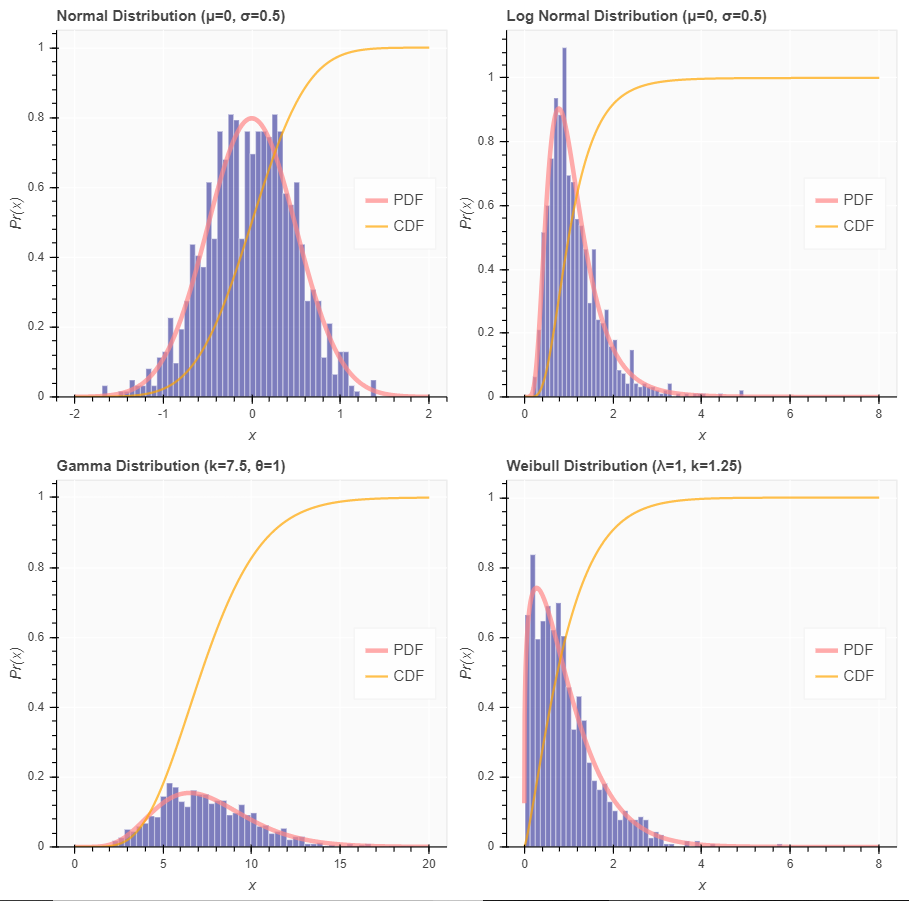 Normal Distribution (μ=0, σ=0.5)
1
0.8
0.6
0.4
0.2
0
Pr(x)
PDF
CDF
-2 -1 0 1 2
x
Log Normal Distribution (μ=0, σ=0.5)
1
0.8
0.6
0.4
0.2
0
Pr(x)
PDF
CDF
0 2 4 6 8
x
Gamma Distribution (k=7.5, θ=1)
1
0.8
0.6
0.4
0.2
0
Pr(x)
PDF
CDF
0 5 10 15 20
x
Weibull Distribution (λ=1, k=1.25)
1
0.8
0.6
0.4
0.2
0
Pr(x)
PDF
CDF
0 2 4 6 8
x